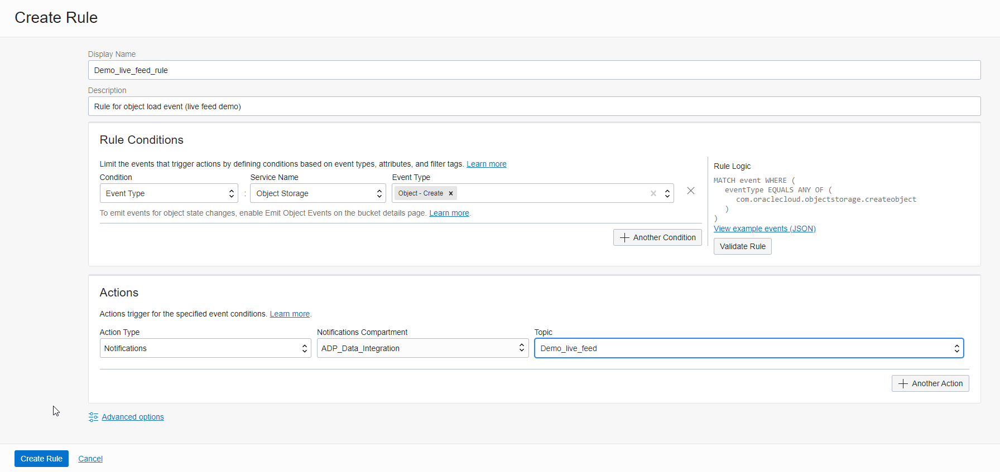 Create Rule
Display Name
Demo_live_feed_rule
Description
Rule for object load event (live feed demo)
Rule Conditions
Limit the events that trigger actions by defining conditions based on event types, attributes, and filter tags. Learn more
Condition
Service Name
Event Type
Event Type
:
Object Storage
Object - Create ×
To emit events for object state changes, enable Emit Object Events on the bucket details page. Learn more.
Another Condition
Rule Logic
MATCH event WHERE (
eventType EQUALS ANY OF (
com.oraclecloud.objectstorage.createobject
)
)
View example events (JSON)
Validate Rule
Actions
Actions trigger for the specified event conditions. Learn more.
Action Type
Notifications Compartment
Topic
Notifications
ADP_Data_Integration
Demo_live_feed
Another Action
Advanced options
Create Rule
Cancel